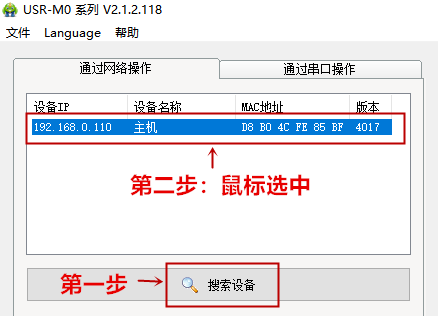 USR-M0 系列 V2.1.2.118
文件 Language 帮助
通过网络操作 通过串口操作
设备IP 设备名称 MAC地址 版本
192.168.0.110 主机 D8 B0 4C FE 85 BF 4017
第二步：鼠标选中
第一步 搜索设备